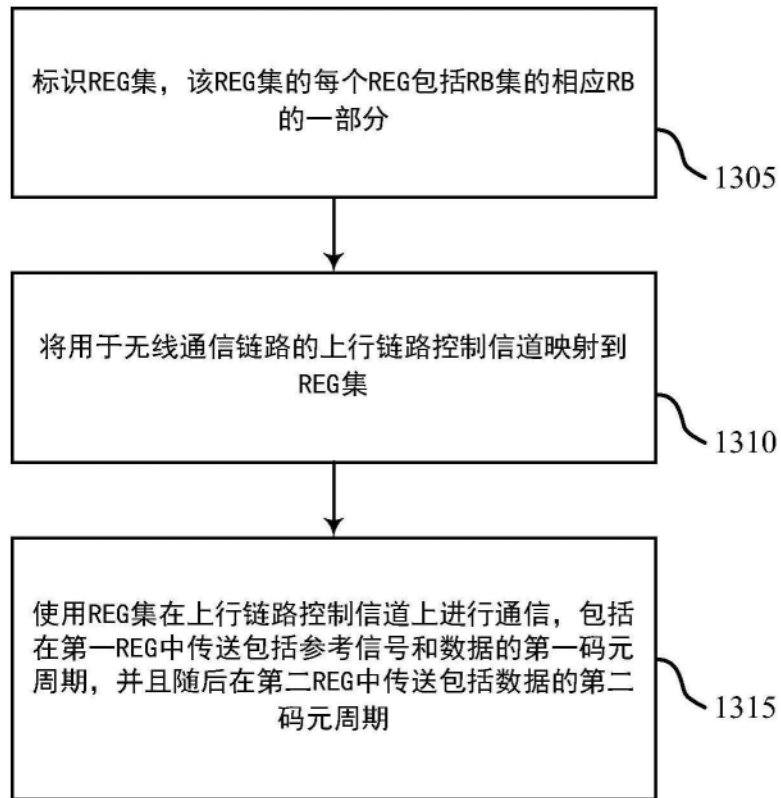 标识REG集，该REG集的每个REG包括RB集的相应RB
的一部分
1305
将用于无线通信链路的上行链路控制信道映射到
REG集
1310
使用REG集在上行链路控制信道上进行通信，包括
在第一REG中传送包括参考信号和数据的第一码元
周期，并且随后在第二REG中传送包括数据的第二
码元周期
1315